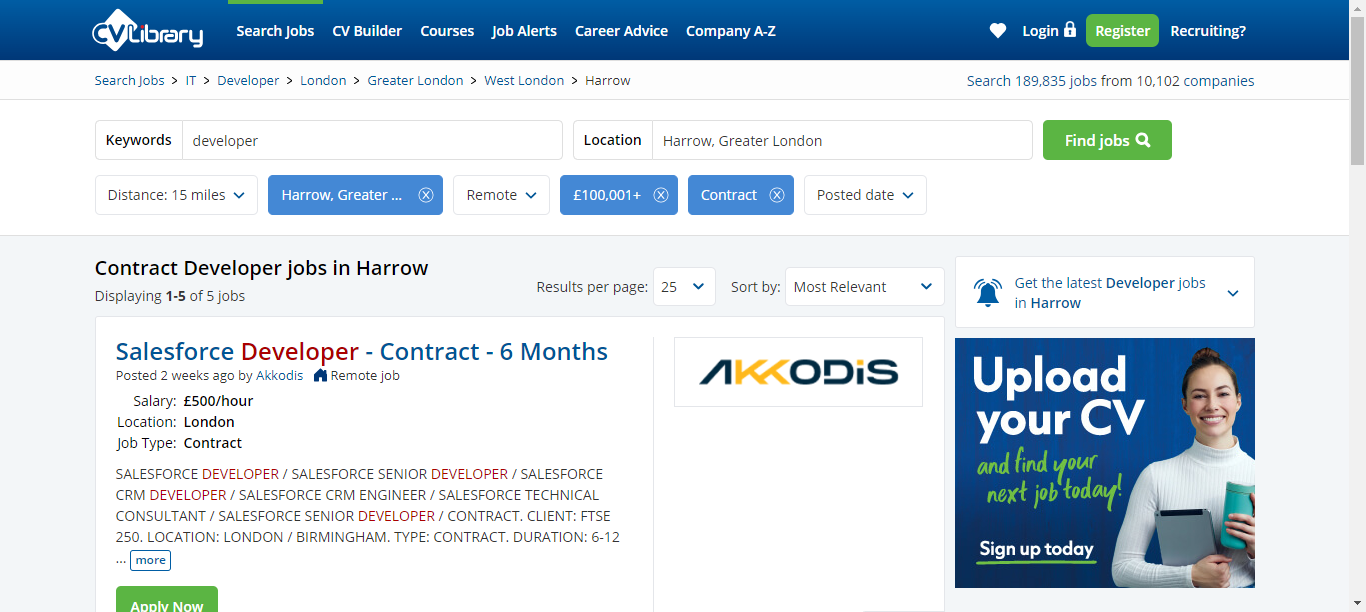 CVLibrary
Search Jobs CV Builder Courses Job Alerts Career Advice Company A-Z Login Register Recruiting?
Search Jobs > IT > Developer > London > Greater London > West London > Harrow
Search 189,835 jobs from 10,102 companies
Keywords developer
Location Harrow, Greater London
Find jobs
Distance: 15 miles
Harrow, Greater ...
Remote
£100,001+
Contract
Posted date
Contract Developer jobs in Harrow
Displaying 1-5 of 5 jobs
Results per page: 25
Sort by: Most Relevant
Salesforce Developer - Contract - 6 Months
Posted 2 weeks ago by Akkodis Remote job
Salary: £500/hour
Location: London
Job Type: Contract
SALESFORCE DEVELOPER / SALESFORCE SENIOR DEVELOPER / SALESFORCE
CRM DEVELOPER / SALESFORCE CRM ENGINEER / SALESFORCE TECHNICAL
CONSULTANT / SALESFORCE SENIOR DEVELOPER / CONTRACT. CLIENT: FTSE
250. LOCATION: LONDON / BIRMINGHAM. TYPE: CONTRACT. DURATION: 6-12
... more
Apply Now
AKKODiS
Get the latest Developer jobs
in Harrow
Upload
your CV
and find your
next job today!
Sign up today